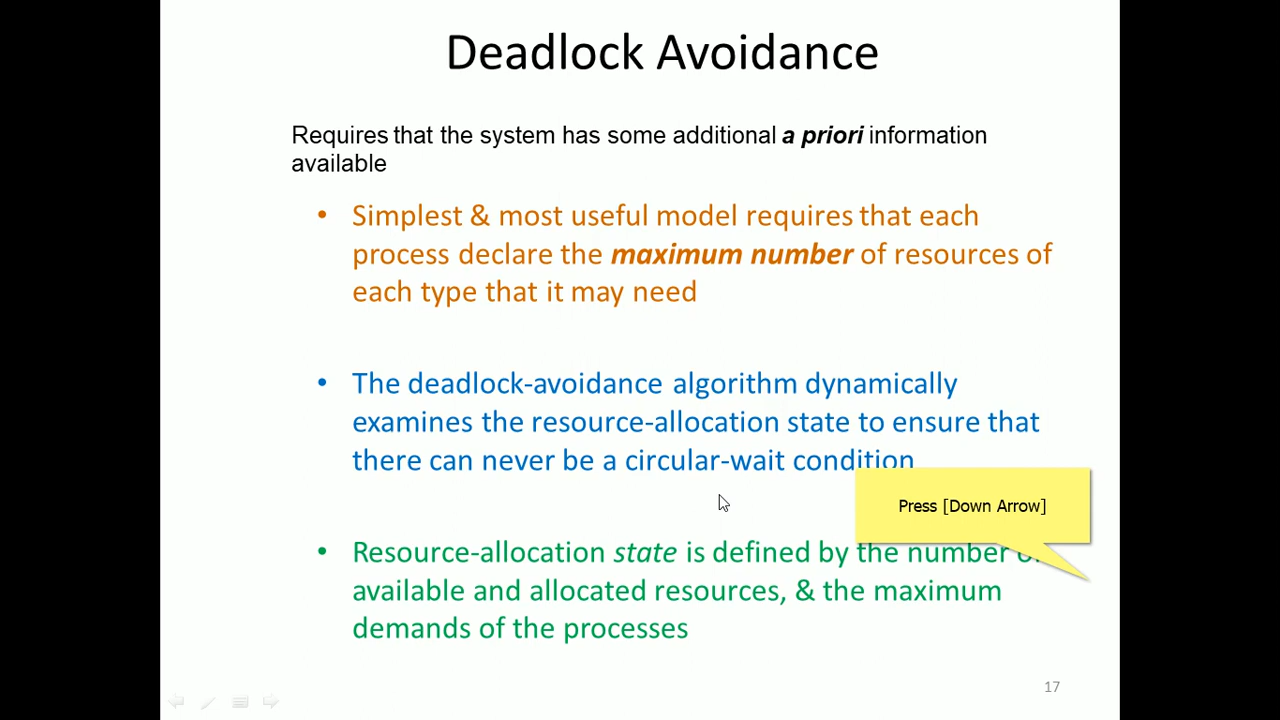 Deadlock Avoidance
Requires that the system has some additional a priori information
available
• Simplest & most useful model requires that each
process declare the maximum number of resources of
each type that it may need
• The deadlock-avoidance algorithm dynamically
examines the resource-allocation state to ensure that
there can never be a circular-wait condition
Press [Down Arrow]
• Resource-allocation state is defined by the number
available and allocated resources, & the maximum
demands of the processes
17